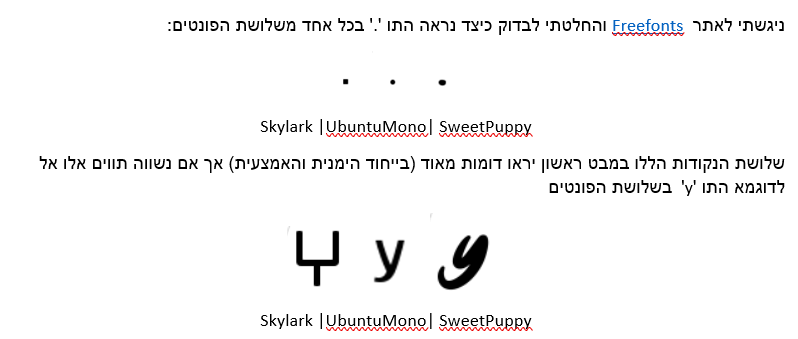 ניגשתי לאתר Freefonts והחלטתי לבדוק כיצד נראה התו '.' בכל אחד משלושת הפונטים:
. . .
Skylark |UbuntuMono| SweetPuppy
שלושת הנקודות הללו במבט ראשון יראו דומות מאוד (בייחוד הימנית והאמצעית) אך אם נשווה תווים אלו אל
לדוגמא התו 'y' בשלושת הפונטים
y y y
Skylark |UbuntuMono| SweetPuppy